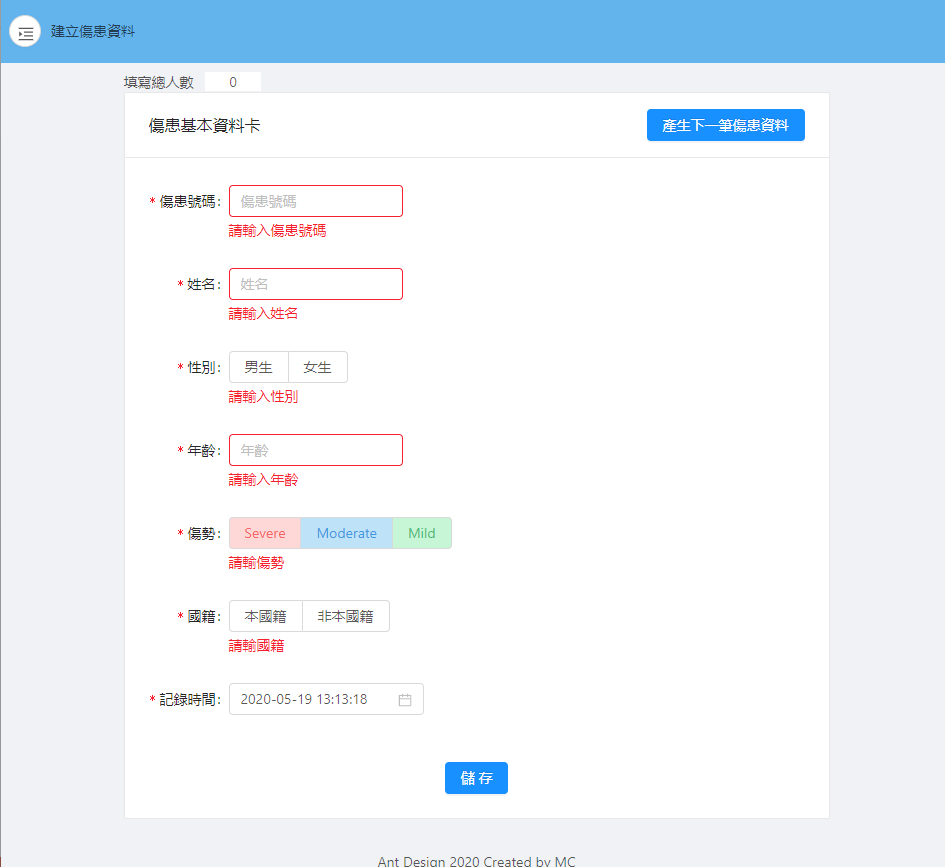 建立傷患資料
填寫總人數 0
傷患基本資料卡 產生下一筆傷患資料
* 傷患號碼: 傷患號碼
請輸入傷患號碼
* 姓名: 姓名
請輸入姓名
* 性別: 男生 女生
請輸入性別
* 年齡: 年齡
請輸入年齡
* 傷勢: Severe Moderate Mild
請輸傷勢
* 國籍: 本國籍 非本國籍
請輸國籍
* 記錄時間: 2020-05-19 13:13:18
儲 存
Ant Design 2020 Created by MC